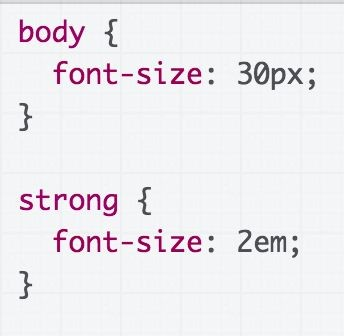 body {
  font-size: 30px;
}

strong {
  font-size: 2em;
}